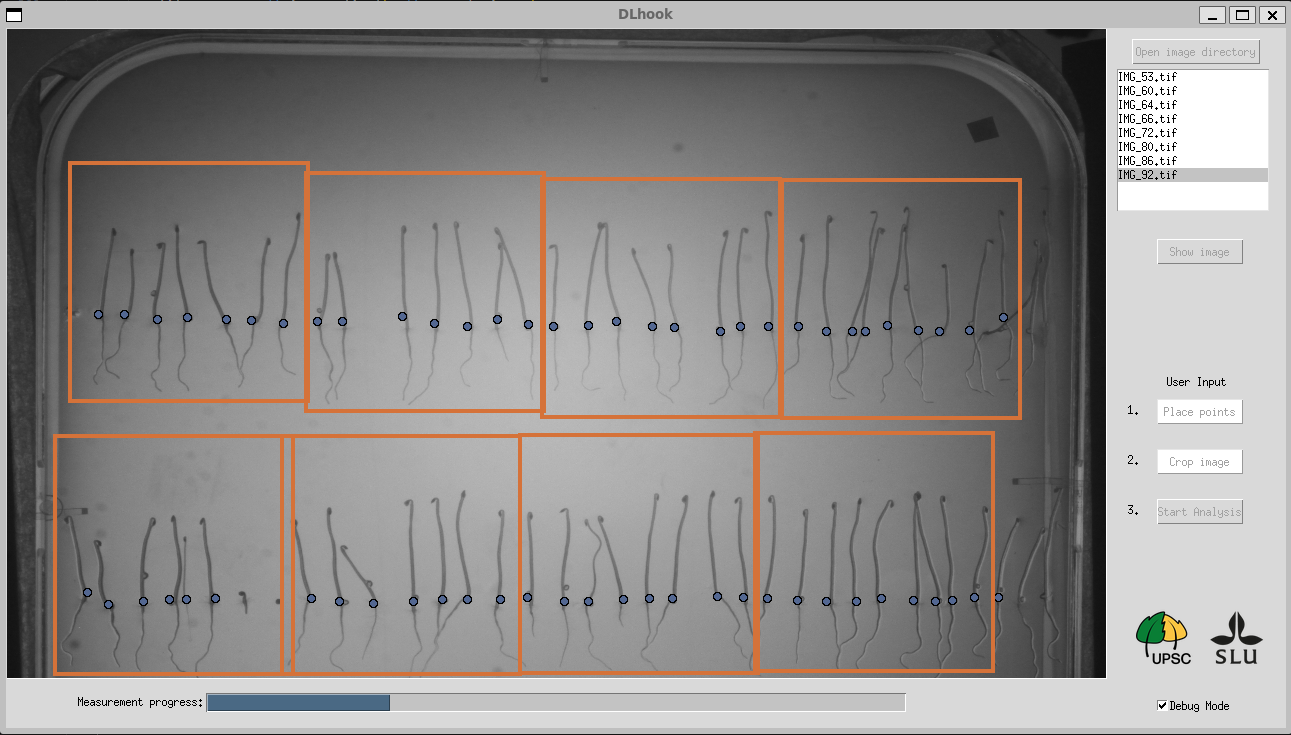 DLhook
Open image directory
IMG_53.tif
IMG_60.tif
IMG_64.tif
IMG_66.tif
IMG_72.tif
IMG_80.tif
IMG_86.tif
IMG_92.tif
Show image
User Input
1. Place points
2. Crop image
3. Start Analysis
UPSC
SLU
Measurement progress:
Debug Mode